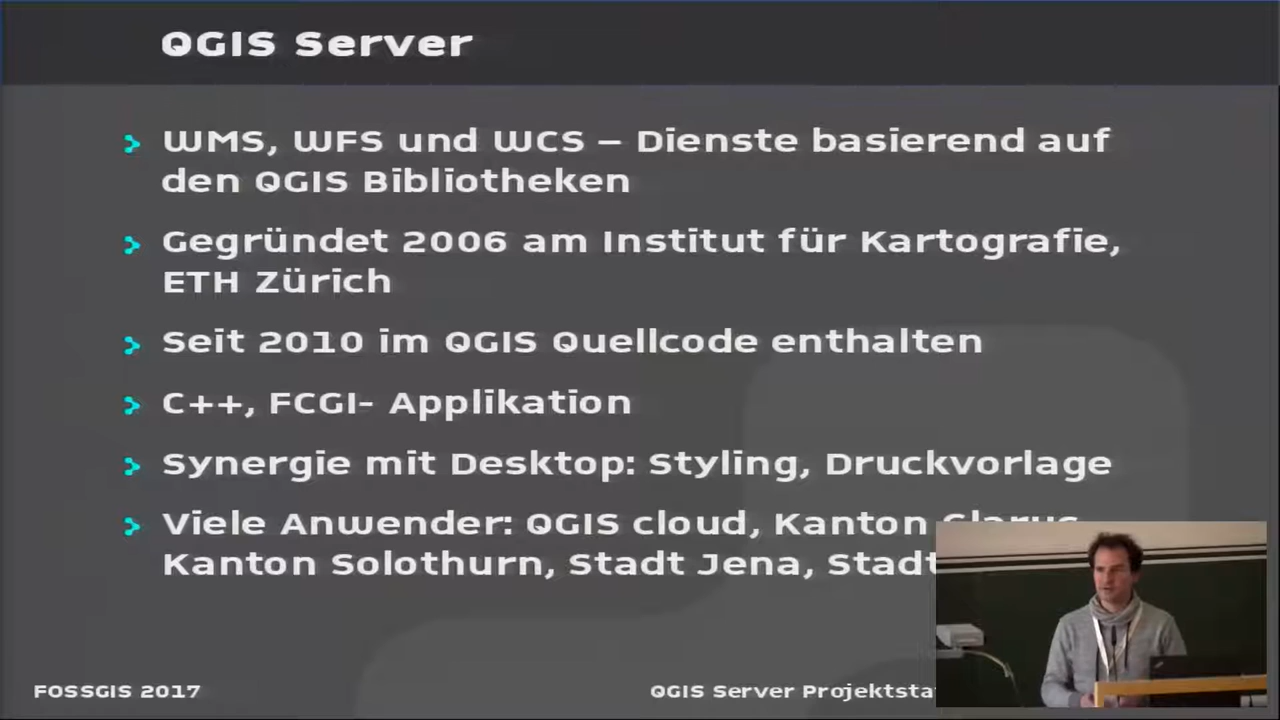 QGIS Server
WMS, WFS und WCS – Dienste basierend auf
den QGIS Bibliotheken
Gegründet 2006 am Institut für Kartografie,
ETH Zürich
Seit 2010 im QGIS Quellcode enthalten
C++, FCGI- Applikation
Synergie mit Desktop: Styling, Druckvorlage
Viele Anwender: QGIS cloud, Kanton Glarus
Kanton Solothurn, Stadt Jena, Stadt
FOSSGIS 2017
QGIS Server